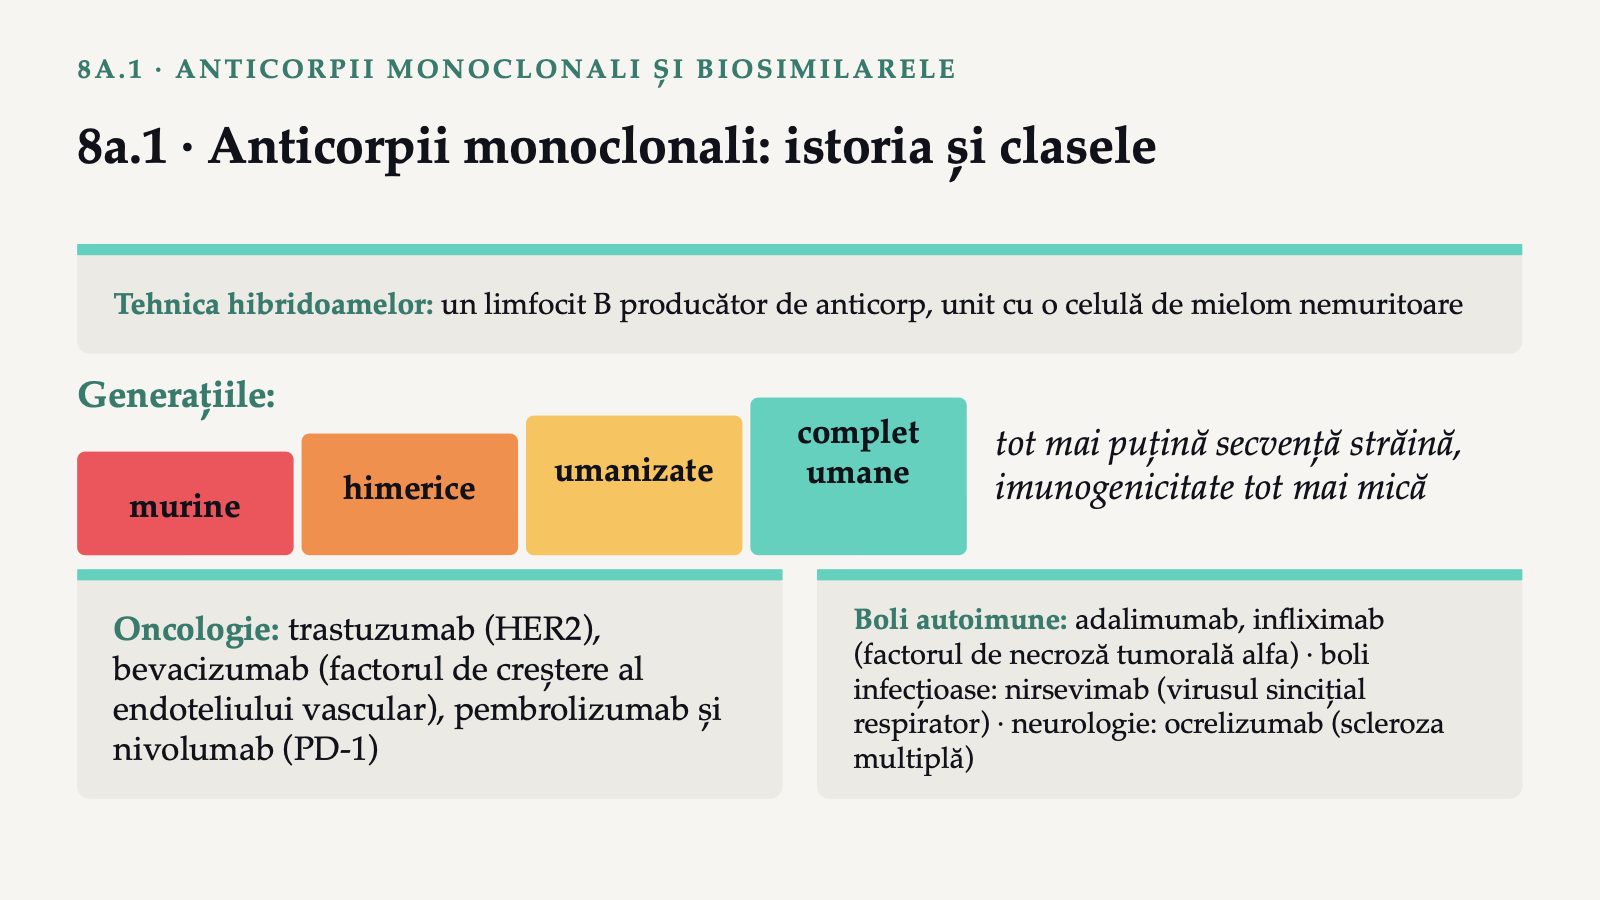 8A.1 · ANTICORPII MONOCLONALI ȘI BIOSIMILARELE
8a.1 · Anticorpii monoclonali: istoria și clasele
Tehnica hibridoamelor: un limfocit B producător de anticorp, unit cu o celulă de mielom nemuritoare
Generațiile:
murine
himerice
umanizate
complet
umane
tot mai puțină secvență străină,
imunogenicitate tot mai mică
Oncologie: trastuzumab (HER2),
bevacizumab (factorul de creștere al
endoteliului vascular), pembrolizumab și
nivolumab (PD-1)
Boli autoimune: adalimumab, infliximab
(factorul de necroză tumorală alfa) · boli
infecțioase: nirsevimab (virusul sincițial
respirator) · neurologie: ocrelizumab (scleroza
multiplă)